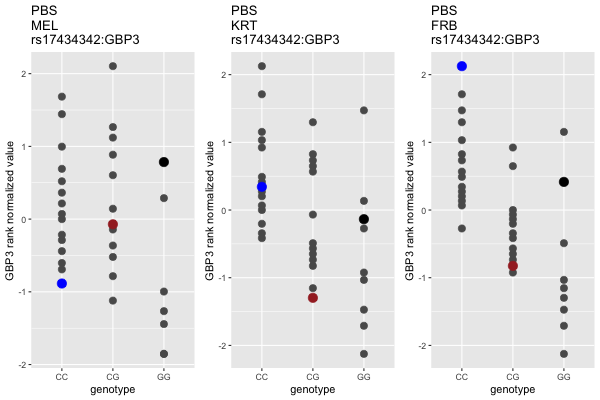 PBS
MEL
rs17434342:GBP3
GBP3 rank normalized value
2
1
0
-1
-2
CC CG GG
genotype
PBS
KRT
rs17434342:GBP3
GBP3 rank normalized value
2
1
0
-1
-2
CC CG GG
genotype
PBS
FRB
rs17434342:GBP3
GBP3 rank normalized value
2
1
0
-1
-2
CC CG GG
genotype